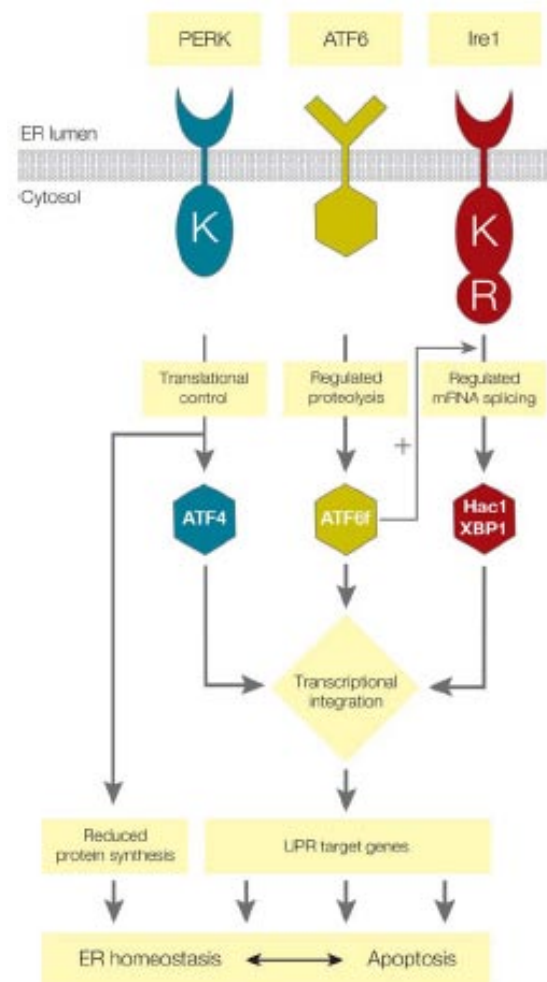 PERK
ATF6
Ire1
ER lumen
Cytosol
K
K
R
Translational
control
Regulated
proteolysis
Regulated
mRNA splicing
+
ATF4
ATF6f
Hac1
XBP1
Transcriptional
integration
Reduced
protein synthesis
UPR target genes
ER homeostasis
Apoptosis